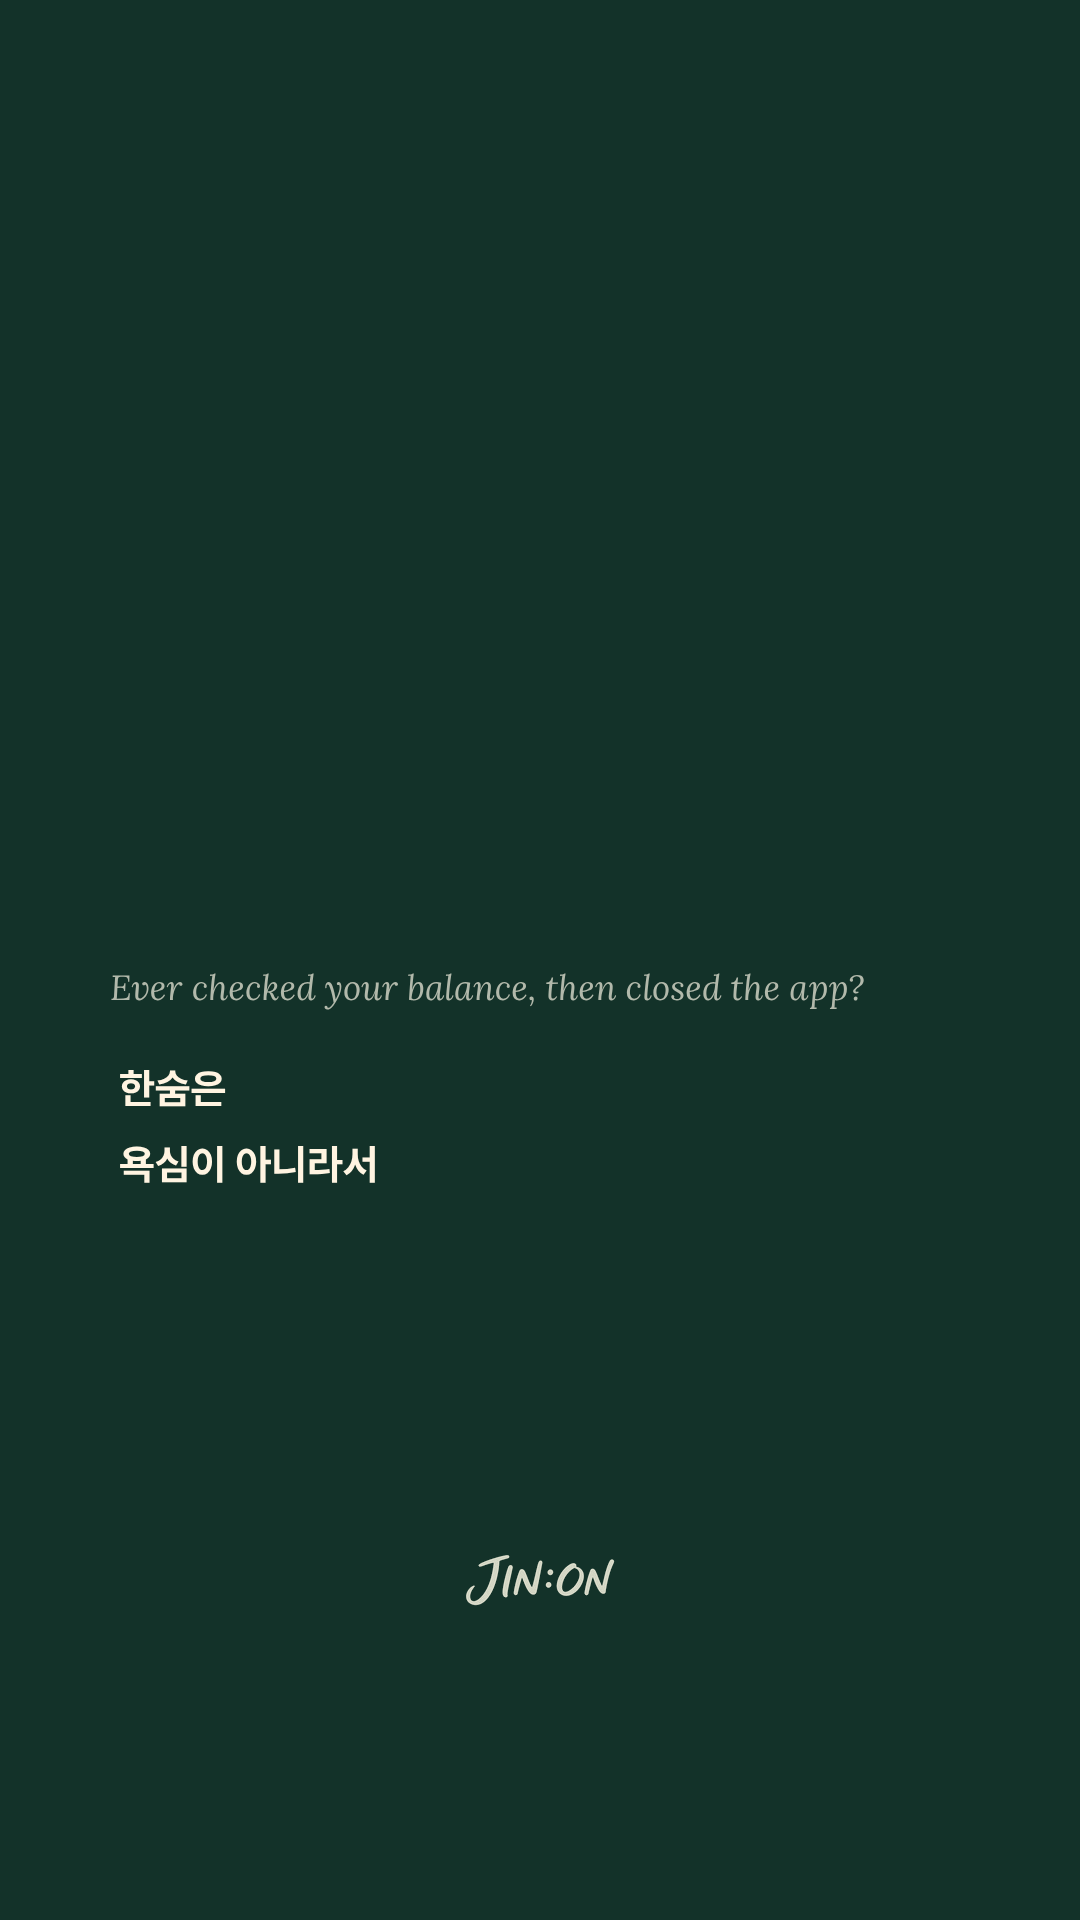 Ever checked your balance, then closed the app?
한숨은
욕심이 아니라서
JIN:ON